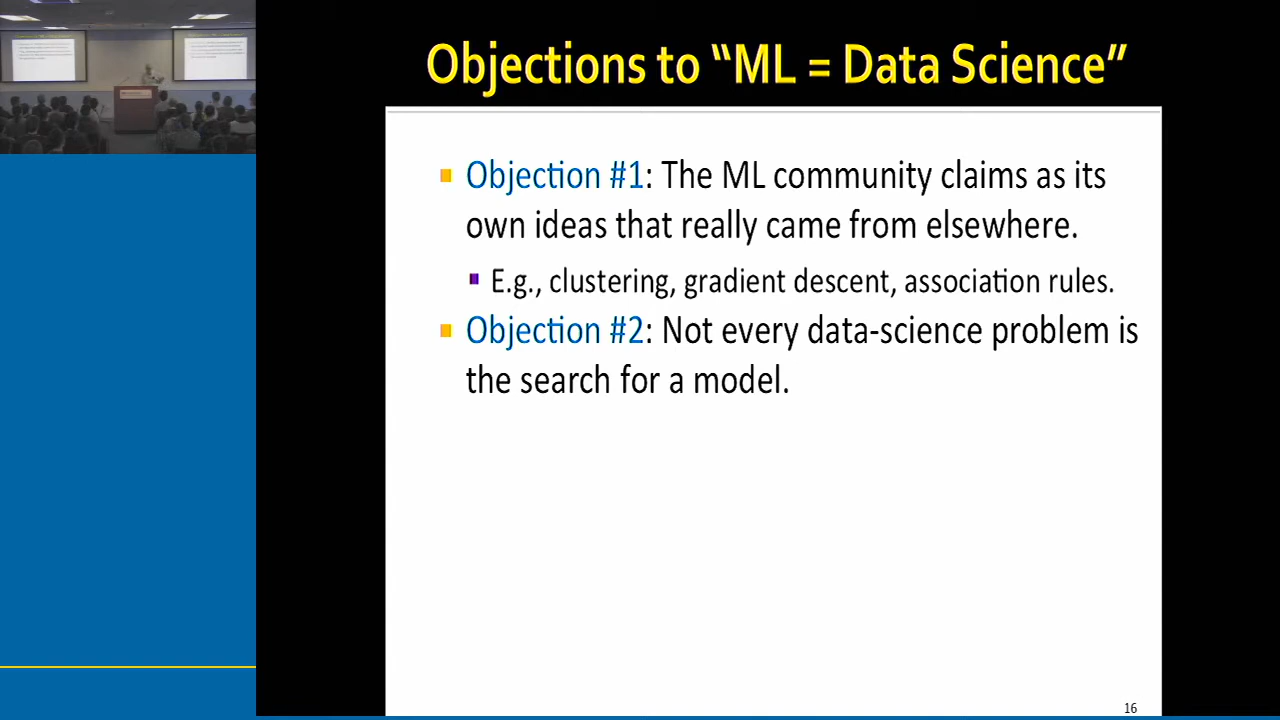 Objections to “ML = Data Science”
Objection #1: The ML community claims as its
own ideas that really came from elsewhere.
E.g., clustering, gradient descent, association rules.
Objection #2: Not every data-science problem is
the search for a model.
16